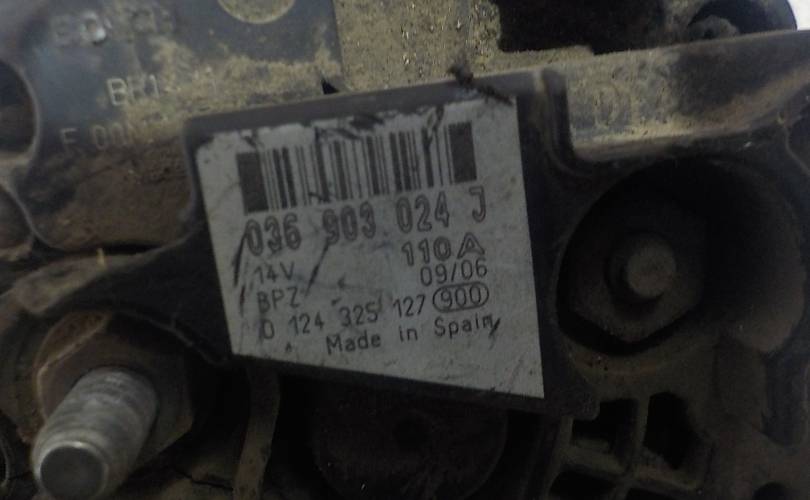 036 903 024 J
14V 110A
BPZ 09/06
0 124 325 127 900
Made in Spain